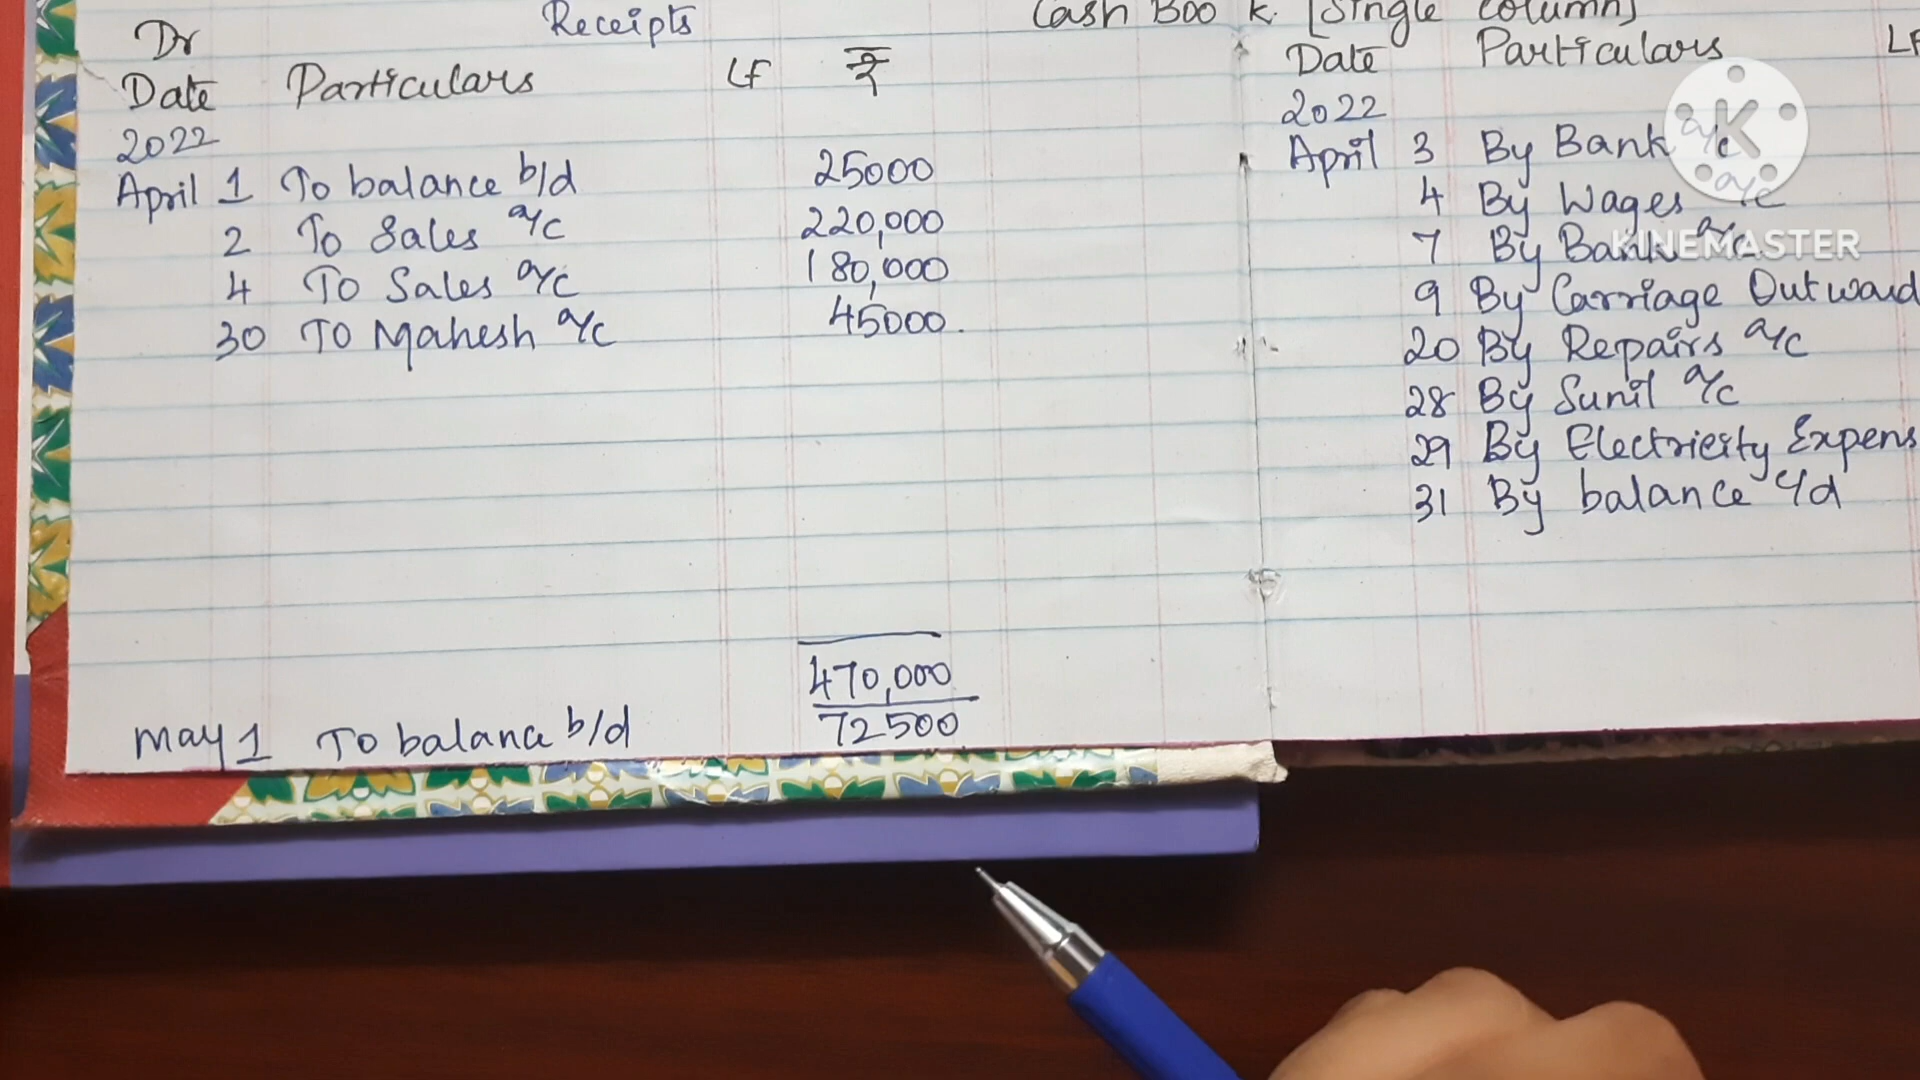 Receipts
Cash Book [Single column]
Dr
Date Particulars LF ₹
2022
April 1 To balance b/d 25000
2 To Sales a/c 220,000
4 To Sales a/c 180,000
30 To Mahesh a/c 45000.
470,000
May 1 To balance b/d 72500
Date Particulars LF
2022
April 3 By Bank a/c
4 By Wages a/c
7 By Bank a/c
9 By Carriage Outward
20 By Repairs a/c
28 By Sunil a/c
29 By Electricity Expens
31 By balance c/d
K
KINEMASTER